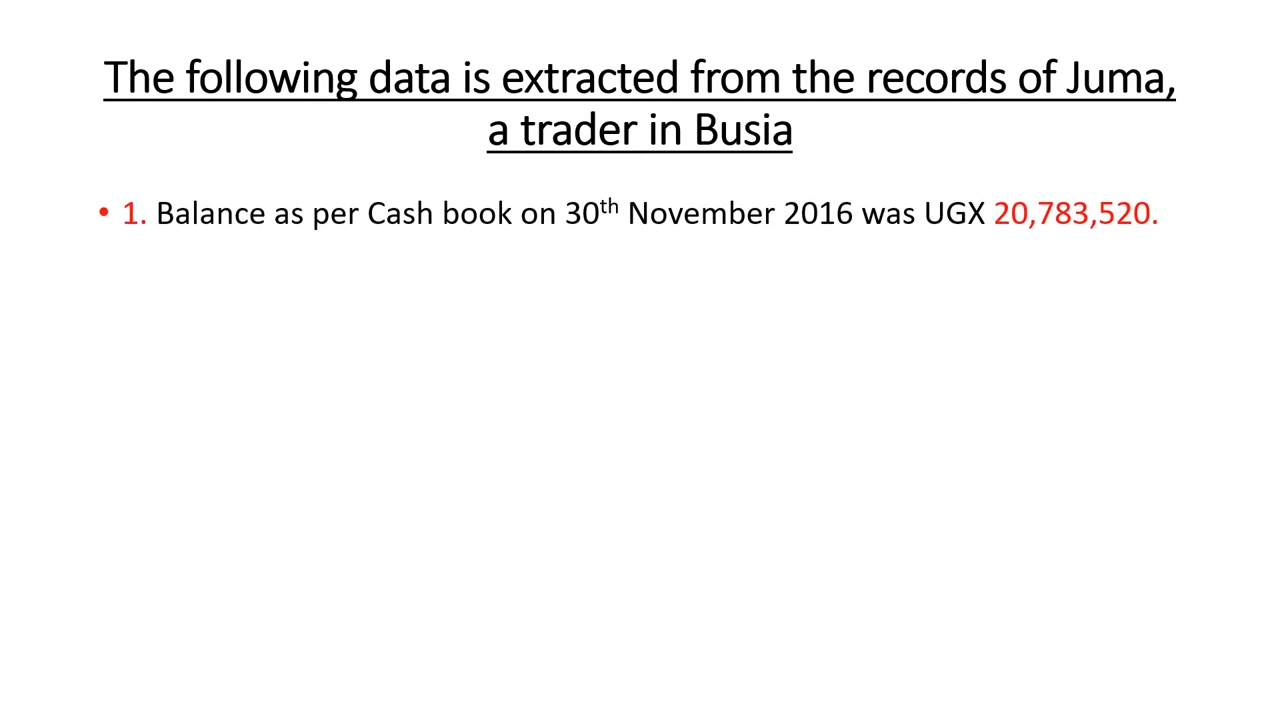 The following data is extracted from the records of Juma,
a trader in Busia
• 1. Balance as per Cash book on 30th November 2016 was UGX 20,783,520.